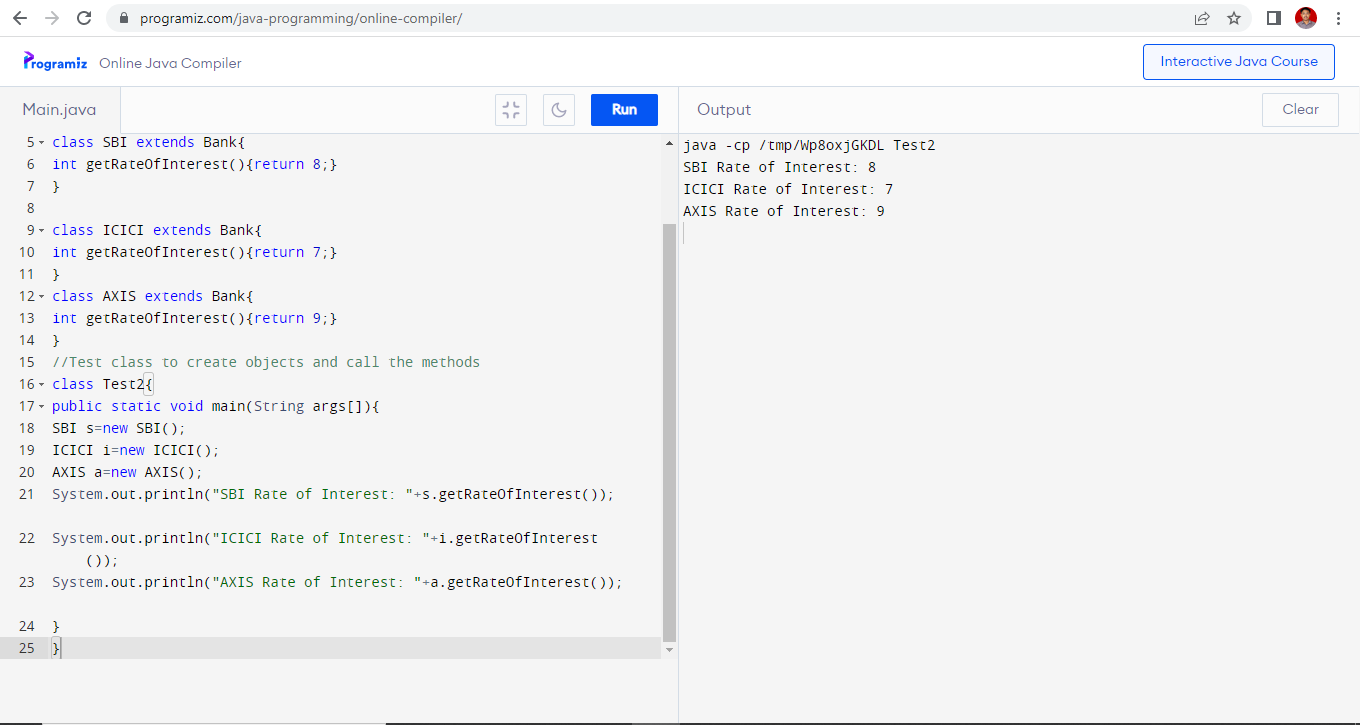 programiz.com/java-programming/online-compiler/
Programiz Online Java Compiler
Interactive Java Course
Main.java
Run
Output
Clear
5 class SBI extends Bank{
6 int getRateOfInterest(){return 8;}
7 }
8
9 class ICICI extends Bank{
10 int getRateOfInterest(){return 7;}
11 }
12 class AXIS extends Bank{
13 int getRateOfInterest(){return 9;}
14 }
15 //Test class to create objects and call the methods
16 class Test2{
17 public static void main(String args[]){
18 SBI s=new SBI();
19 ICICI i=new ICICI();
20 AXIS a=new AXIS();
21 System.out.println("SBI Rate of Interest: "+s.getRateOfInterest());
22 System.out.println("ICICI Rate of Interest: "+i.getRateOfInterest
());
23 System.out.println("AXIS Rate of Interest: "+a.getRateOfInterest());
24 }
25 }
java -cp /tmp/Wp8oxjGKDL Test2
SBI Rate of Interest: 8
ICICI Rate of Interest: 7
AXIS Rate of Interest: 9